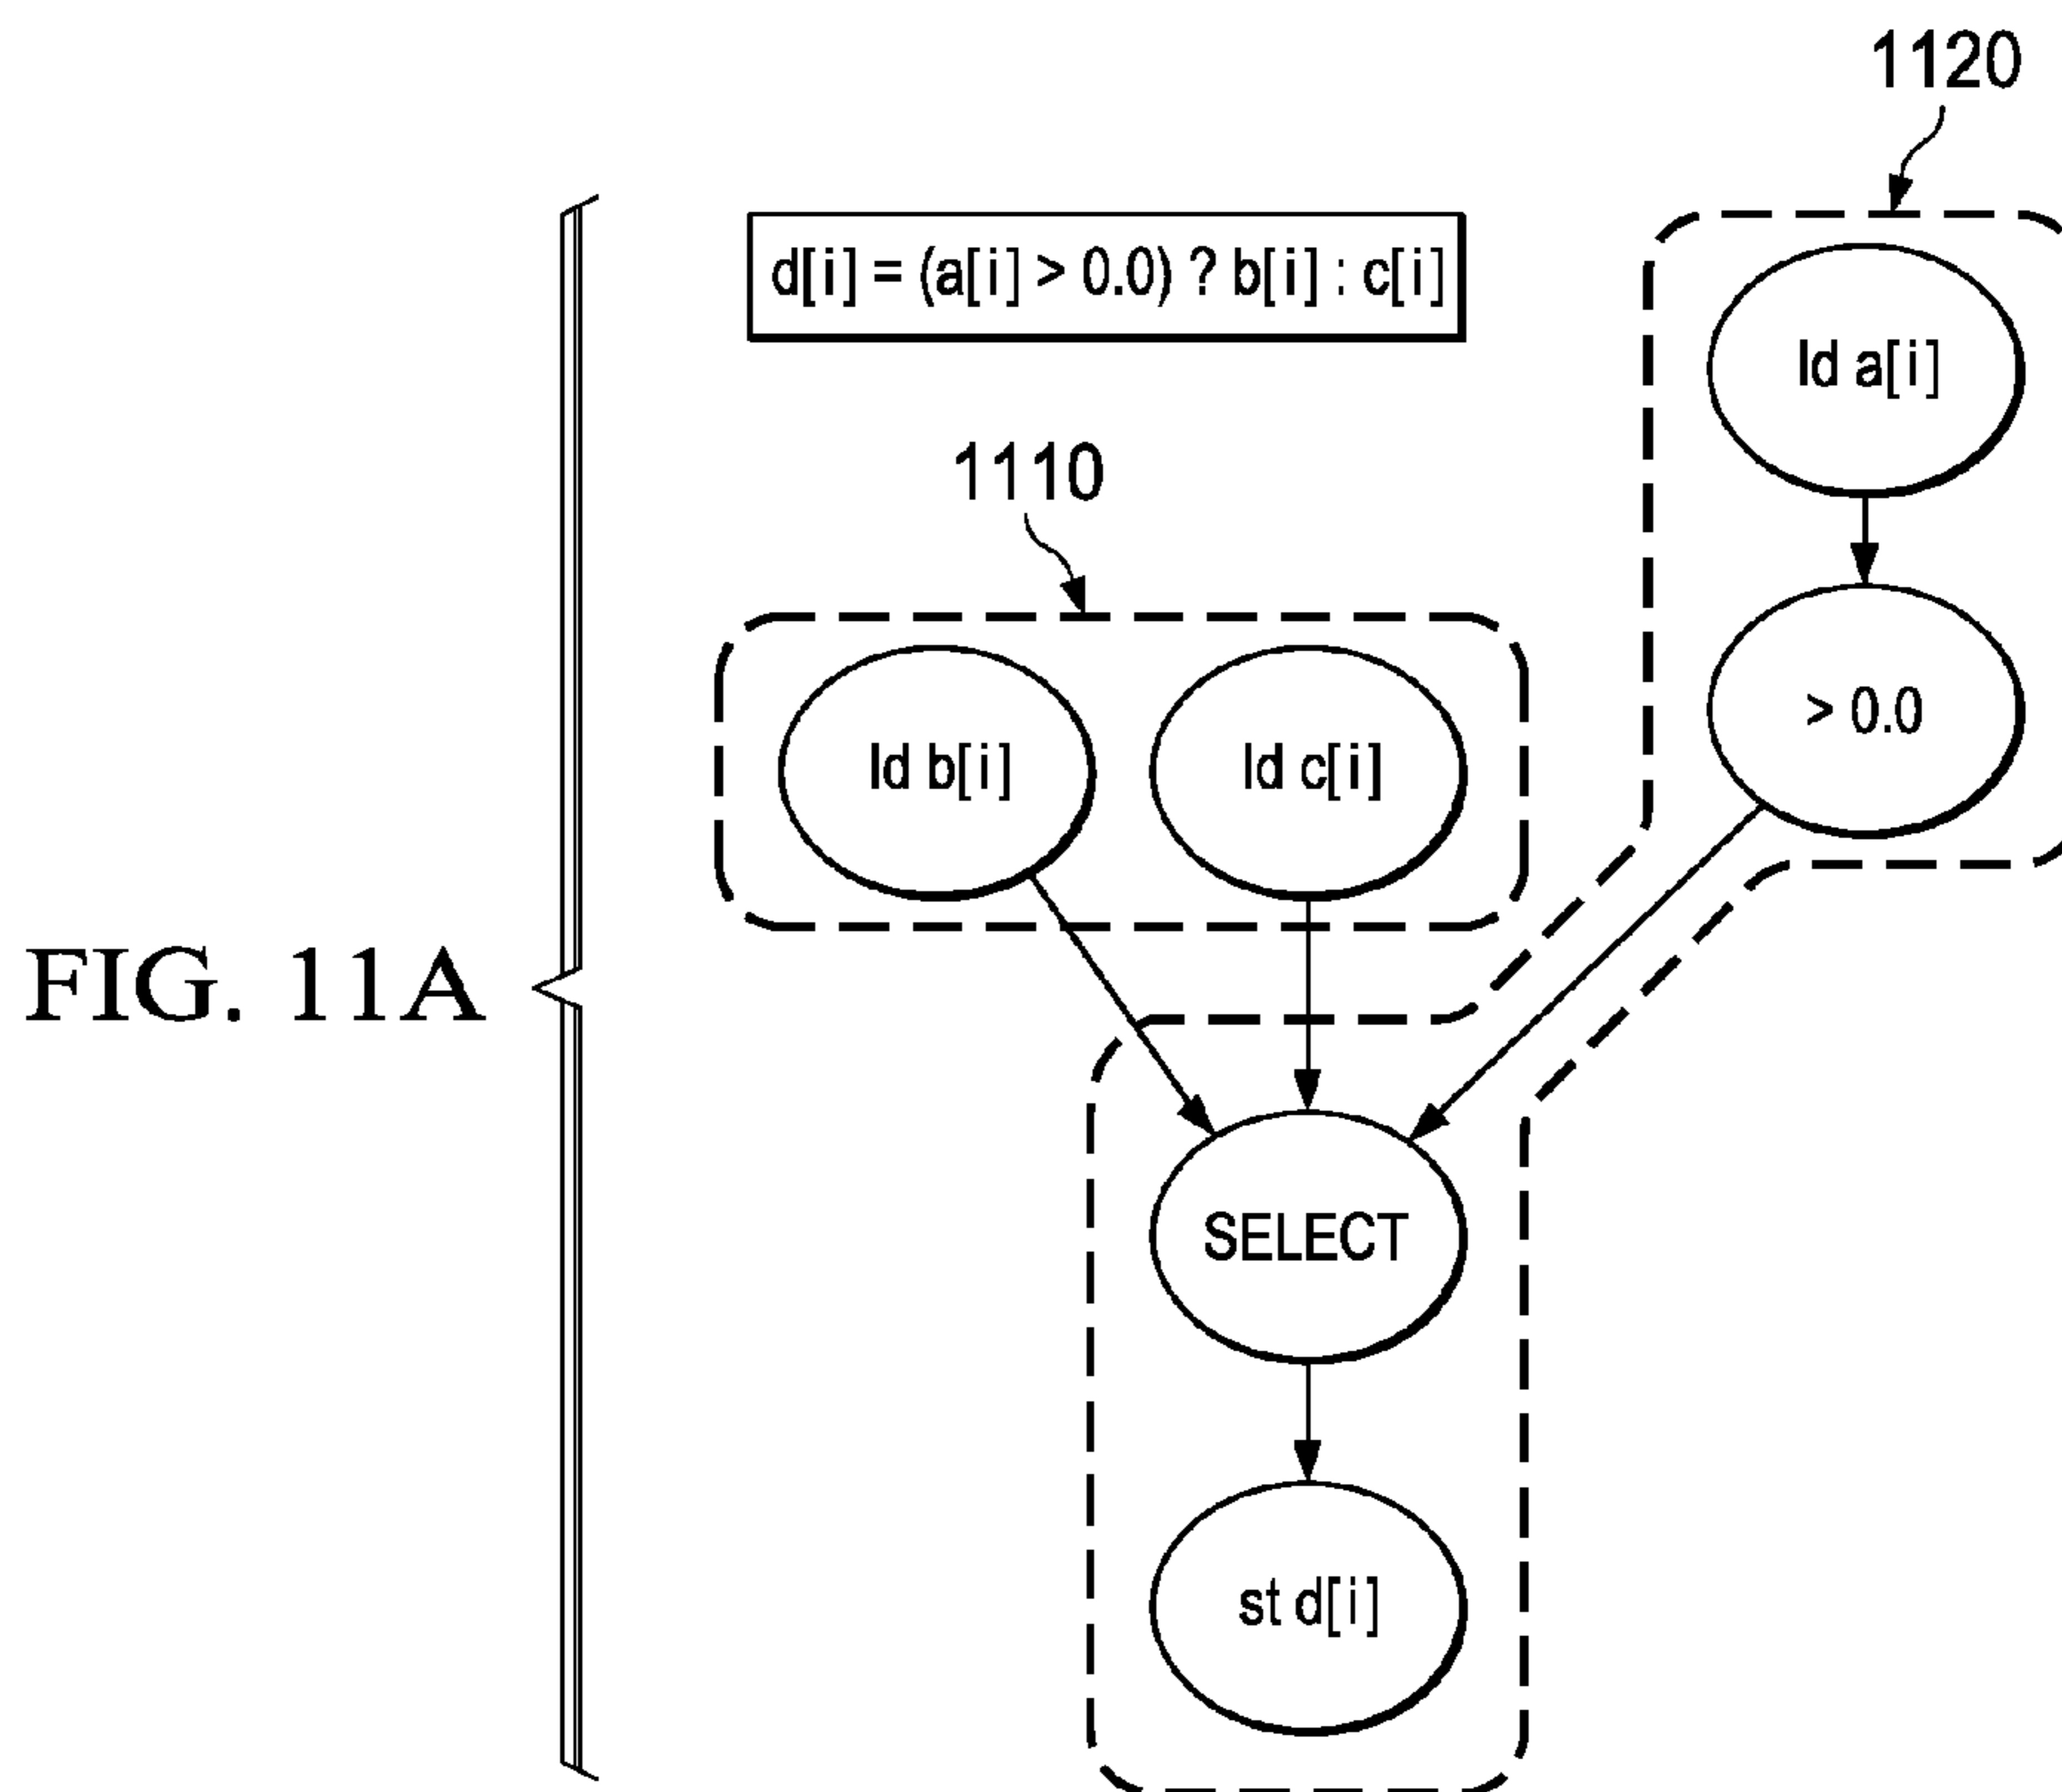 1120
d[i] = (a[i] > 0.0) ? b[i] : c[i]
ld a[i]
1110
> 0.0
ld b[i]
ld c[i]
FIG. 11A
SELECT
st d[i]